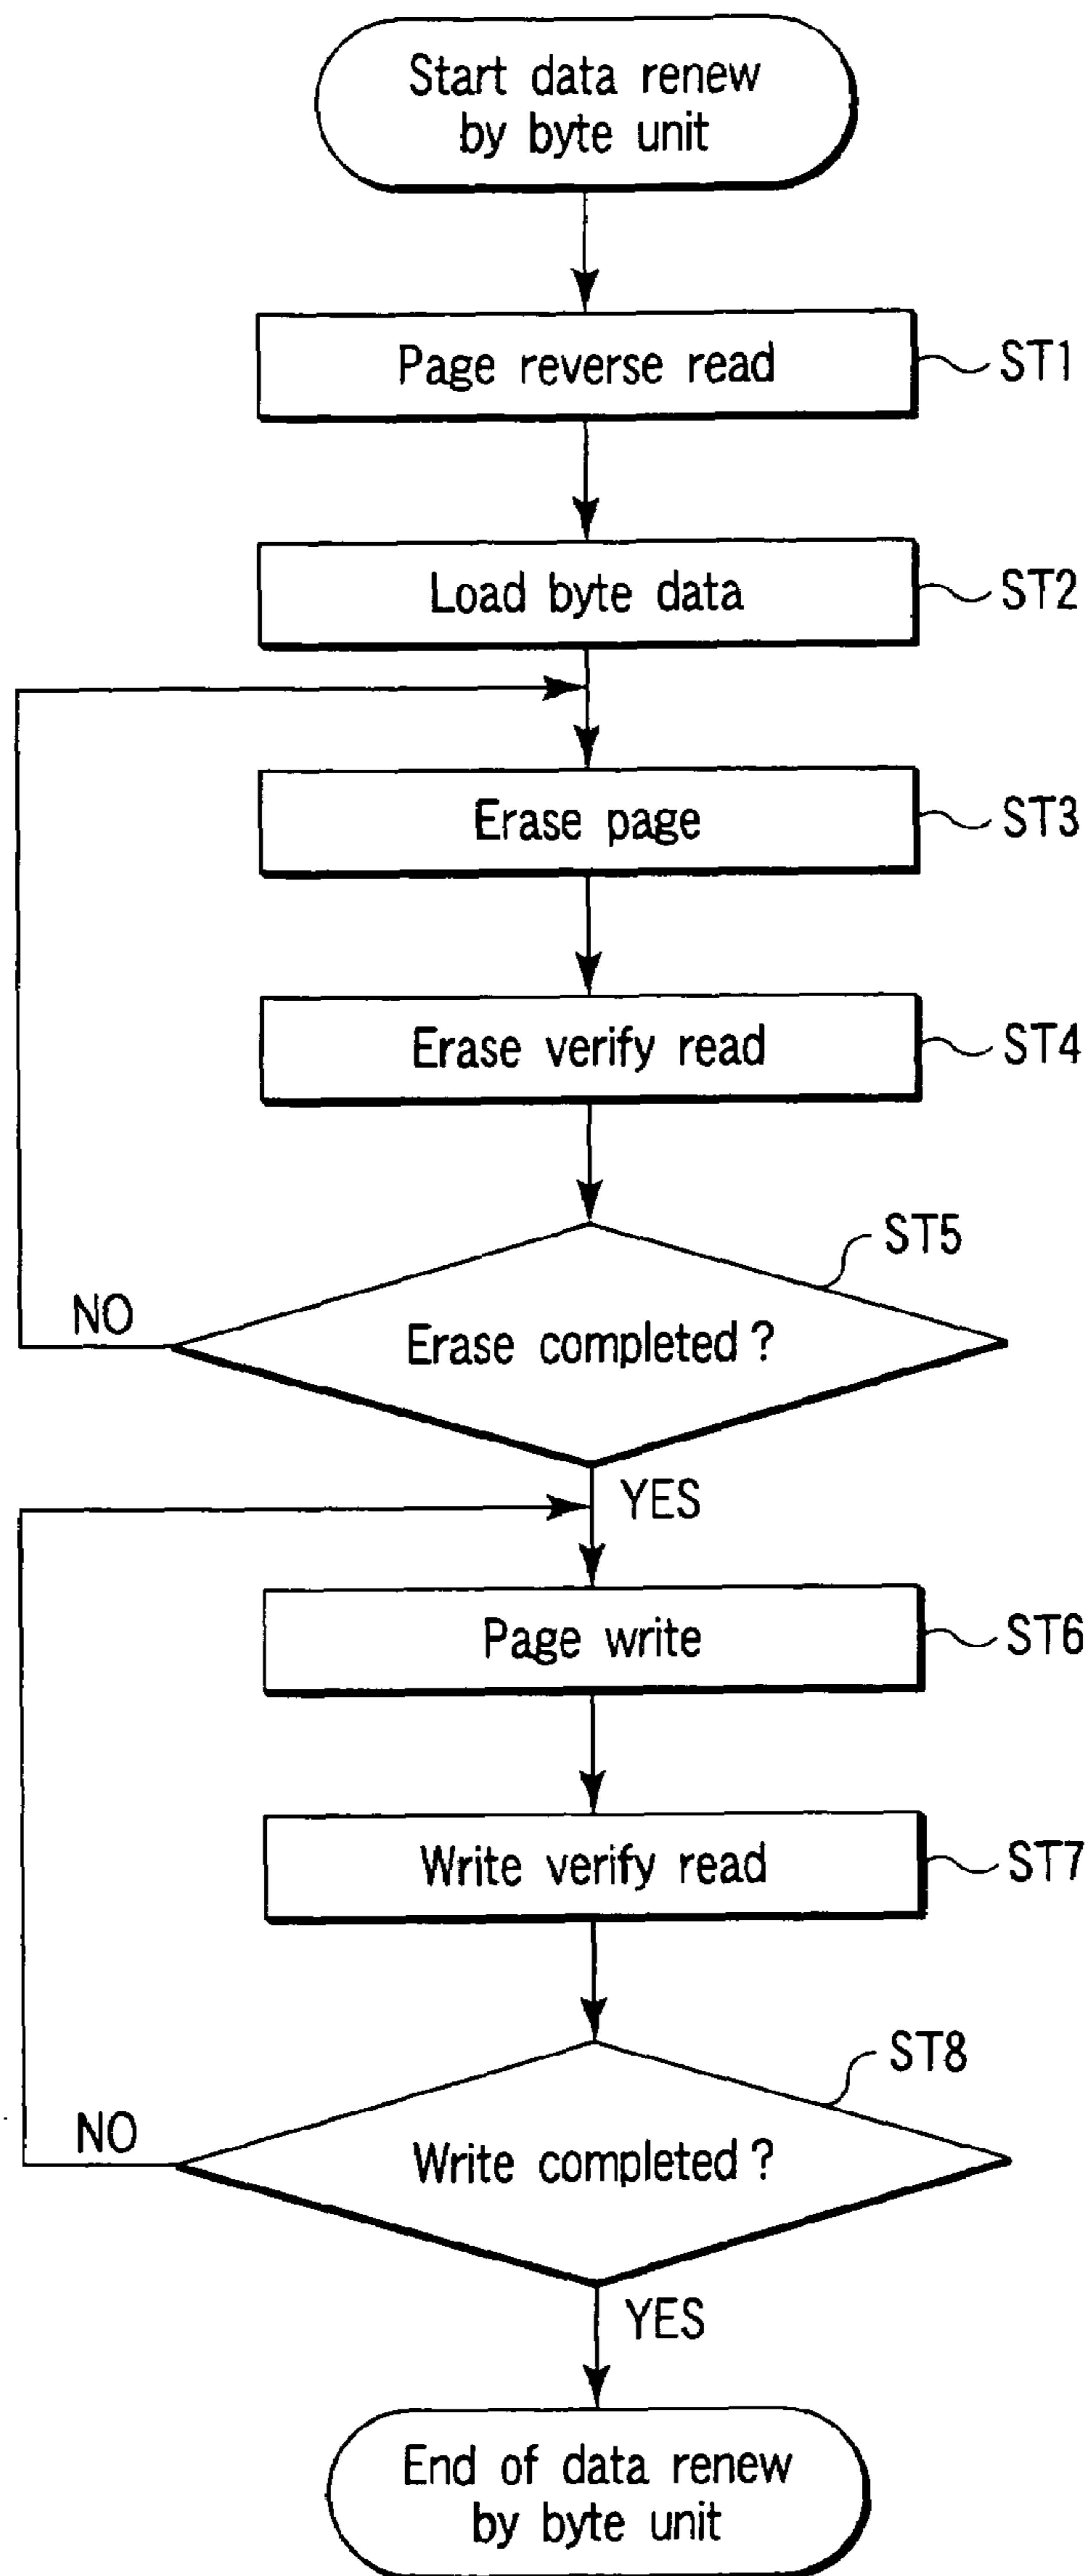 Start data renew
by byte unit
Page reverse read
ST1
Load byte data
ST2
Erase page
ST3
Erase verify read
ST4
ST5
NO
Erase completed?
YES
Page write
ST6
Write verify read
ST7
ST8
NO
Write completed?
YES
End of data renew
by byte unit